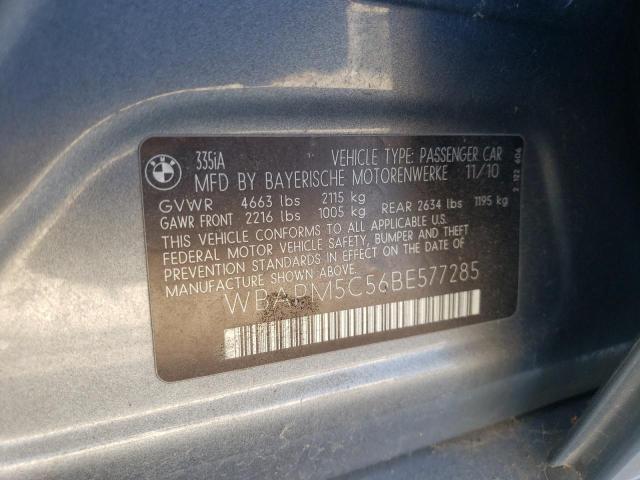 335iA VEHICLE TYPE: PASSENGER CAR
MFD BY BAYERISCHE MOTORENWERKE 11/10
GVWR 4663 lbs 2115 kg
GAWR FRONT 2216 lbs 1005 kg REAR 2634 lbs 1195 kg
THIS VEHICLE CONFORMS TO ALL APPLICABLE
FEDERAL MOTOR VEHICLE SAFETY, BUMPER AND THEFT
PREVENTION STANDARDS IN EFFECT ON THE DATE OF
MANUFACTURE SHOWN ABOVE.
WBAPM5C56BE577285
BMW